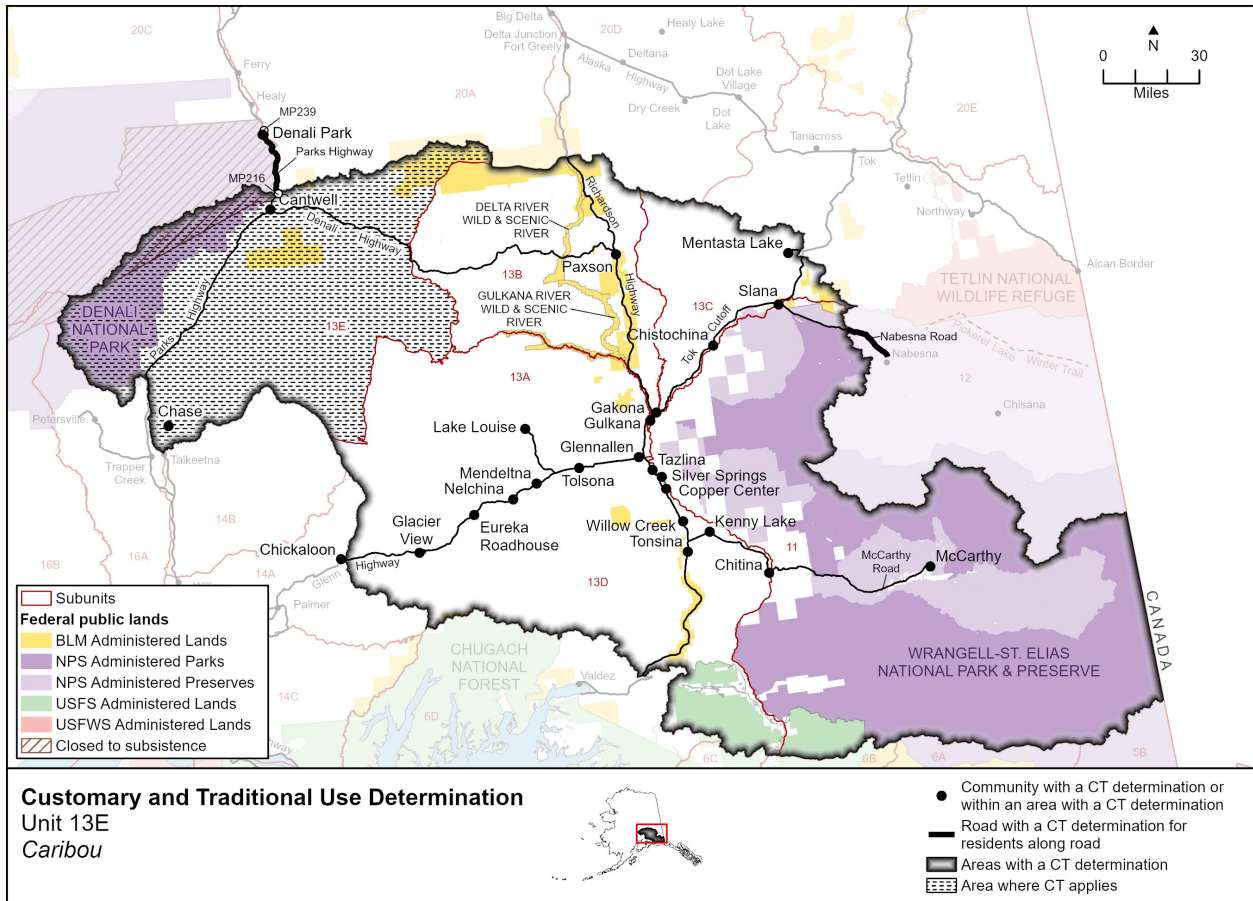 20C
Big Delta
Delta Junction
Fort Greely
20D
Healy Lake
Deltana
Alaska
Highway
Dot Lake
Village
Dry Creek
Dot
Lake
20E
Ferry
Healy
20A
MP239
Denali Park
Parks Highway
MP216
Cantwell
Tanacross
Tok
Tetlin
Northway
Alcan Border
TETLIN NATIONAL
WILDLIFE REFUGE
0
30
Miles
N
Richardson
DELTA RIVER
WILD & SCENIC
RIVER
Denali
Highway
Mentasta Lake
Paxson
13B
Highway
GULKANA RIVER
WILD & SCENIC
RIVER
13C
Slana
Parks
Highway
DENALI
NATIONAL
PARK
13E
Chistochina
Tok
Cutoff
Nabesna Road
Nabesna
Pickerel Lake
Winter Trail
12
Chisana
13A
Chase
Petersville
Trapper
Creek
Talkeetna
Gakona
Gulkana
Lake Louise
Glennallen
Tazlina
Silver Springs
Copper Center
Mendeltna
Nelchina
Tolsona
Glacier
View
Eureka
Roadhouse
Willow Creek
Tonsina
Kenny Lake
Chitina
11
McCarthy
Road
McCarthy
14B
16A
16B
14A
Chickaloon
Glenn
Highway
Palmer
13D
CANADA
WRANGELL-ST. ELIAS
NATIONAL PARK & PRESERVE
CHUGACH
NATIONAL
FOREST
Valdez
14C
6D
6C
6B
6A
5B
Subunits
Federal public lands
BLM Administered Lands
NPS Administered Parks
NPS Administered Preserves
USFS Administered Lands
USFWS Administered Lands
Closed to subsistence
Customary and Traditional Use Determination
Unit 13E
Caribou
Community with a CT determination or
within an area with a CT determination
Road with a CT determination for
residents along road
Areas with a CT determination
Area where CT applies